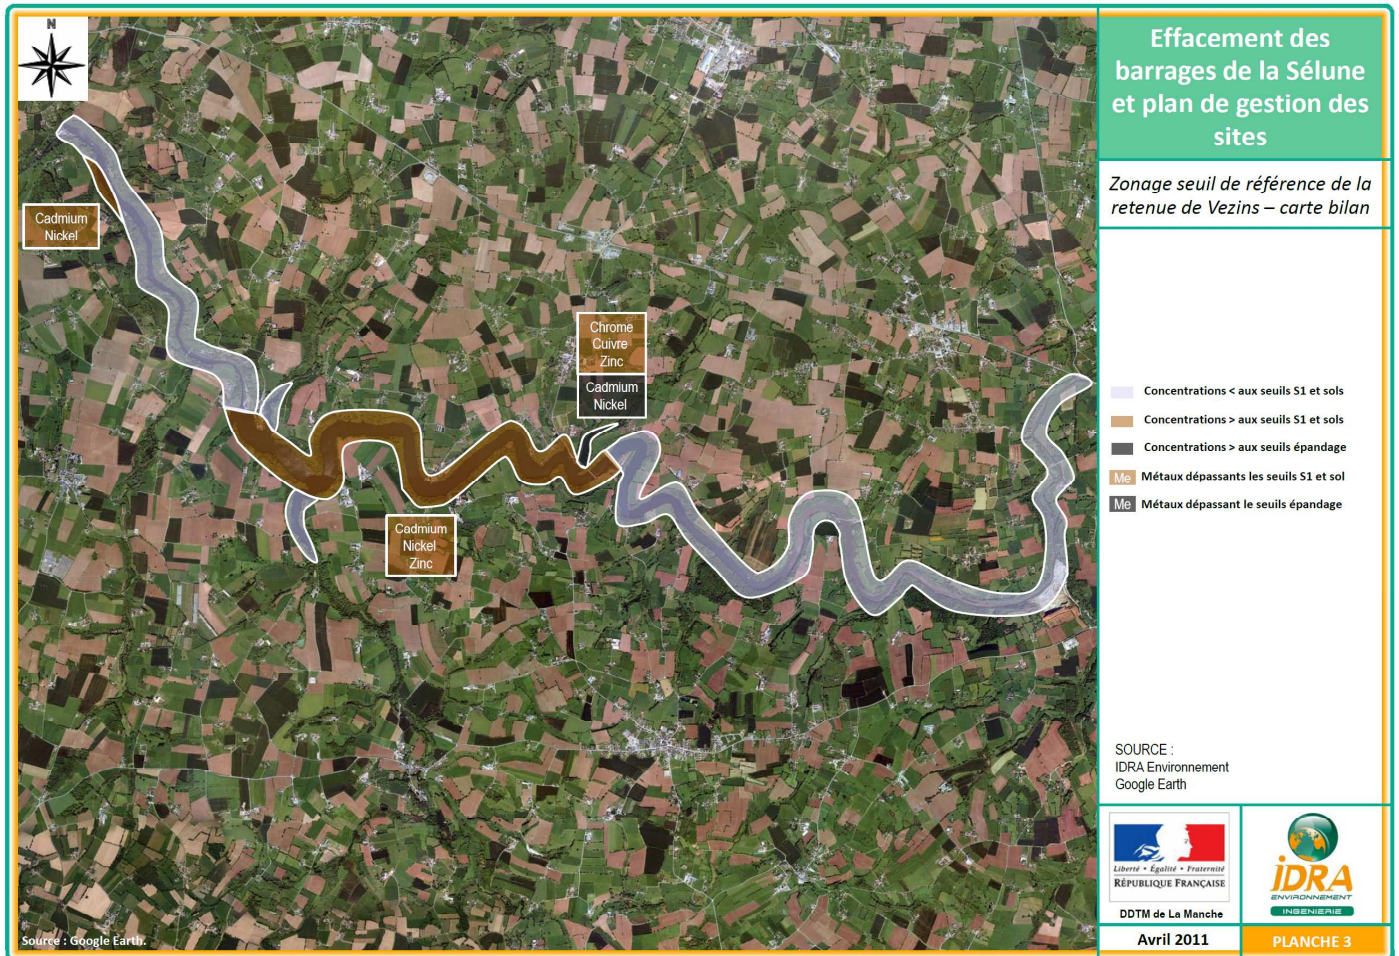 N
Effacement des
barrages de la Sélune
et plan de gestion des
sites
Zonage seuil de référence de la
retenue de Vezins – carte bilan
Cadmium
Nickel
Chrome
Cuivre
Zinc
Cadmium
Nickel
Cadmium
Nickel
Zinc
Concentrations < aux seuils S1 et sols
Concentrations > aux seuils S1 et sols
Concentrations > aux seuils épandage
Me Métaux dépassants les seuils S1 et sol
Me Métaux dépassant le seuils épandage
SOURCE :
IDRA Environnement
Google Earth
Liberté • Égalité • Fraternité
RÉPUBLIQUE FRANÇAISE
DDTM de La Manche
iDRA
ENVIRONNEMENT
INGENIERIE
Source : Google Earth.
Avril 2011
PLANCHE 3